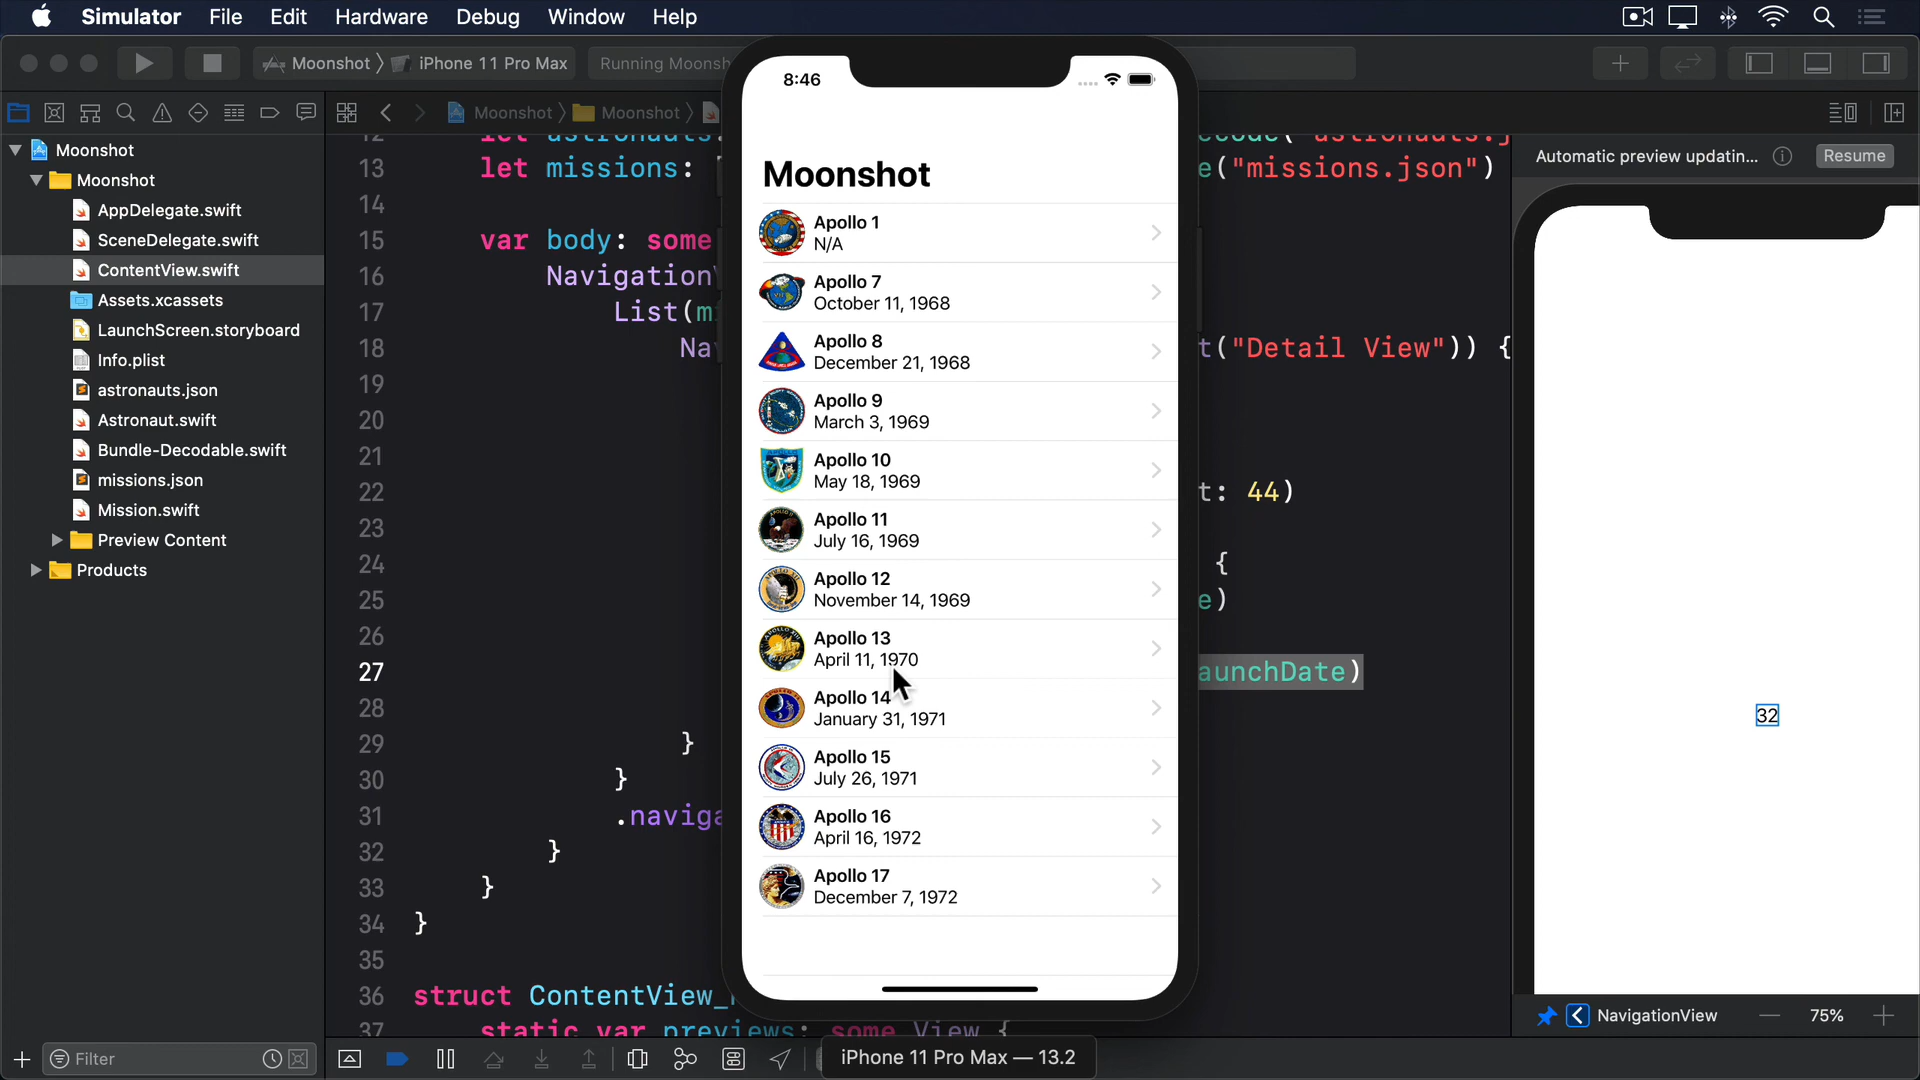 Simulator File Edit Hardware Debug Window Help
Moonshot iPhone 11 Pro Max Running Moonsh
8:46
Moonshot Moonshot
Automatic preview updatin... Resume
Moonshot
Moonshot
AppDelegate.swift
SceneDelegate.swift
ContentView.swift
Assets.xcassets
LaunchScreen.storyboard
Info.plist
astronauts.json
Astronaut.swift
Bundle-Decodable.swift
missions.json
Mission.swift
Preview Content
Products
Filter
13 let missions: e("missions.json")
14
15 var body: some
16 Navigation
17 List(m
18 Na t("Detail View")) {
19
20
21
22 t: 44)
23
24 {
25 e)
26
27 aunchDate)
28
29 }
30 }
31 .naviga
32 }
33 }
34 }
35
36 struct ContentView_
37 static var previews: some View {
Moonshot
Apollo 1
N/A
Apollo 7
October 11, 1968
Apollo 8
December 21, 1968
Apollo 9
March 3, 1969
Apollo 10
May 18, 1969
Apollo 11
July 16, 1969
Apollo 12
November 14, 1969
Apollo 13
April 11, 1970
Apollo 14
January 31, 1971
Apollo 15
July 26, 1971
Apollo 16
April 16, 1972
Apollo 17
December 7, 1972
iPhone 11 Pro Max — 13.2
32
NavigationView 75%